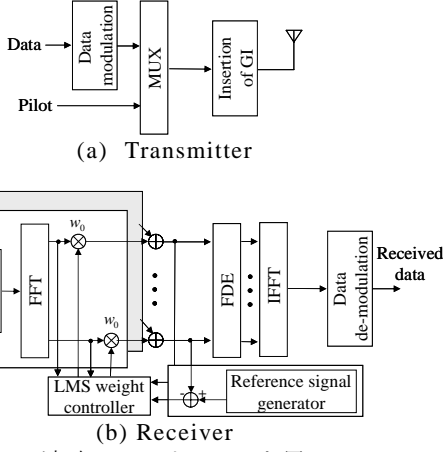 Data
Data
modulation
MUX
Insertion
of GI
Pilot
(a) Transmitter
w0
FFT
w0
FDE
IFFT
Data
de-modulation
Received
data
LMS weight
controller
- +
Reference signal
generator
(b) Receiver